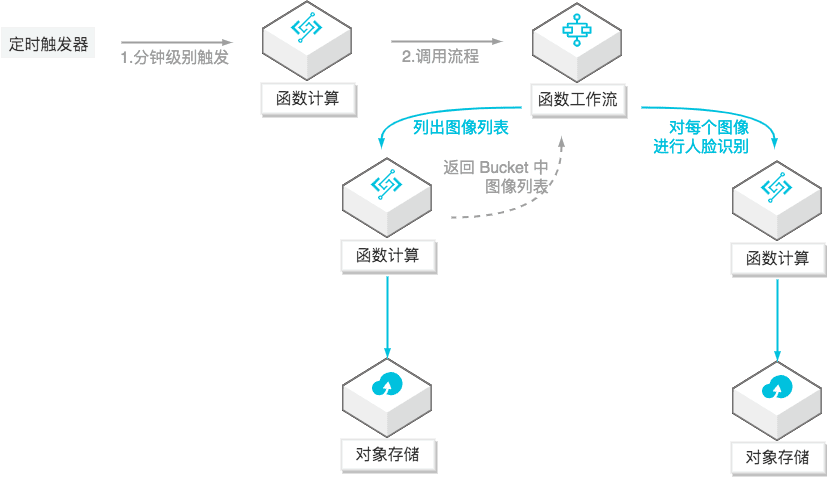 定时触发器
1.分钟级别触发
函数计算
2.调用流程
函数工作流
列出图像列表
对每个图像
进行人脸识别
返回 Bucket 中
图像列表
函数计算
函数计算
对象存储
对象存储